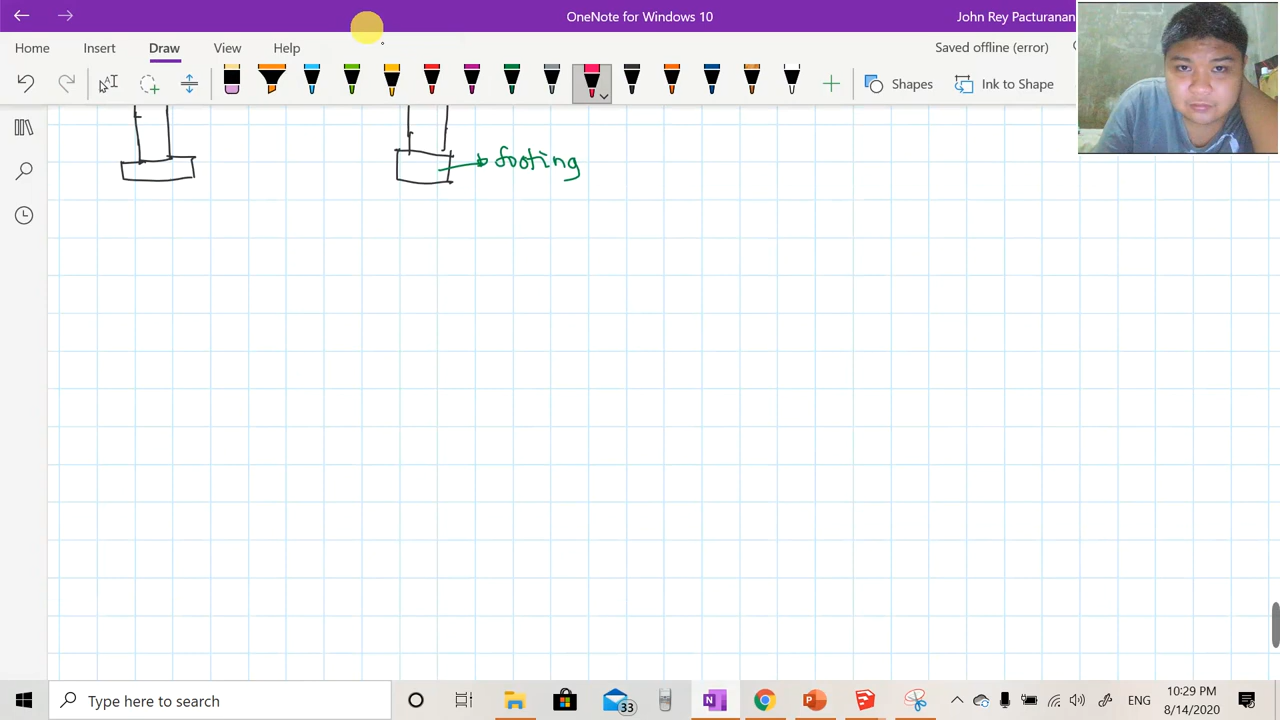 OneNote for Windows 10
John Rey Pacturanan
Home Insert Draw View Help
Saved offline (error)
Shapes
Ink to Shape
footing
Type here to search
33
ENG
10:29 PM
8/14/2020